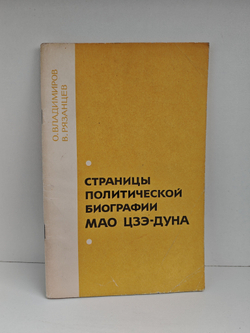 О. ВЛАДИМИРОВ
В. РЯЗАНЦЕВ
СТРАНИЦЫ
ПОЛИТИЧЕСКОЙ
БИОГРАФИИ
МАО ЦЗЭ-ДУНА